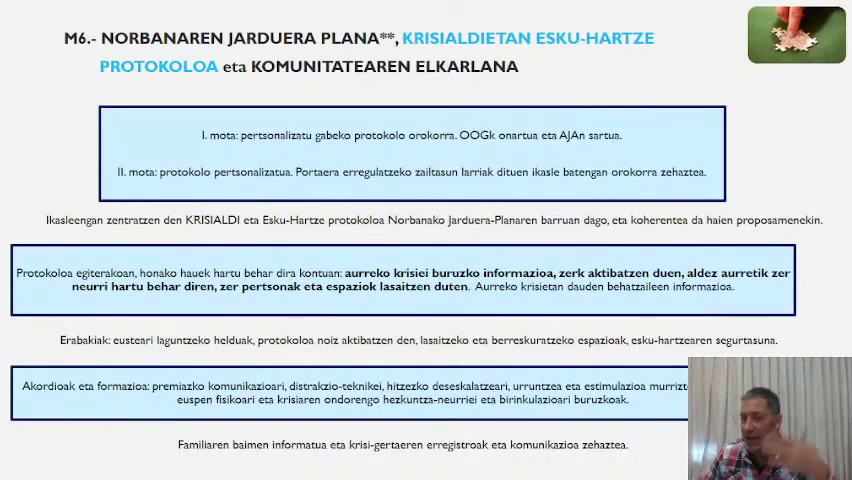 M6.- NORBANAREN JARDUERA PLANA**, KRISIALDIETAN ESKU-HARTZE
PROTOKOLOA eta KOMUNITATEAREN ELKARLANA
I. mota: pertsonalizatu gabeko protokolo orokorra. OOGk onartua eta AJAn sartua.
II. mota: protokolo pertsonalizatua. Portaera erregulatzeko zailtasun larriak dituen ikasle batengan orokorra zehaztea.
Ikasleengan zentratzen den KRISIALDI eta Esku-Hartze protokoloa Norbanako Jarduera-Planaren barruan dago, eta koherentea da haien proposamenekin.
Protokoloa egiterakoan, honako hauek hartu behar dira kontuan: aurreko krisiei buruzko informazioa, zerk aktibatzen duen, aldez aurretik zer
neurri hartu behar diren, zer pertsonak eta espaziok lasaitzen duten. Aurreko krisietan dauden behatzaileen informazioa.
Erabakiak: eusteari laguntzeko helduak, protokoloa noiz aktibatzen den, lasaitzeko eta berreskuratzeko espazioak, esku-hartzearen segurtasuna.
Akordioak eta formazioa: premiazko komunikazioari, distrakzio-teknikei, hitzezko deseskalatzeari, urruntzea eta estimulazioa
euspen fisikoari eta krisiaren ondorengo hezkuntza-neurriei eta birinkulazioari buruzkoak.
Familiaren baimen informatua eta krisi-gertaeren erregistroak eta komunikazioa zehaztea.